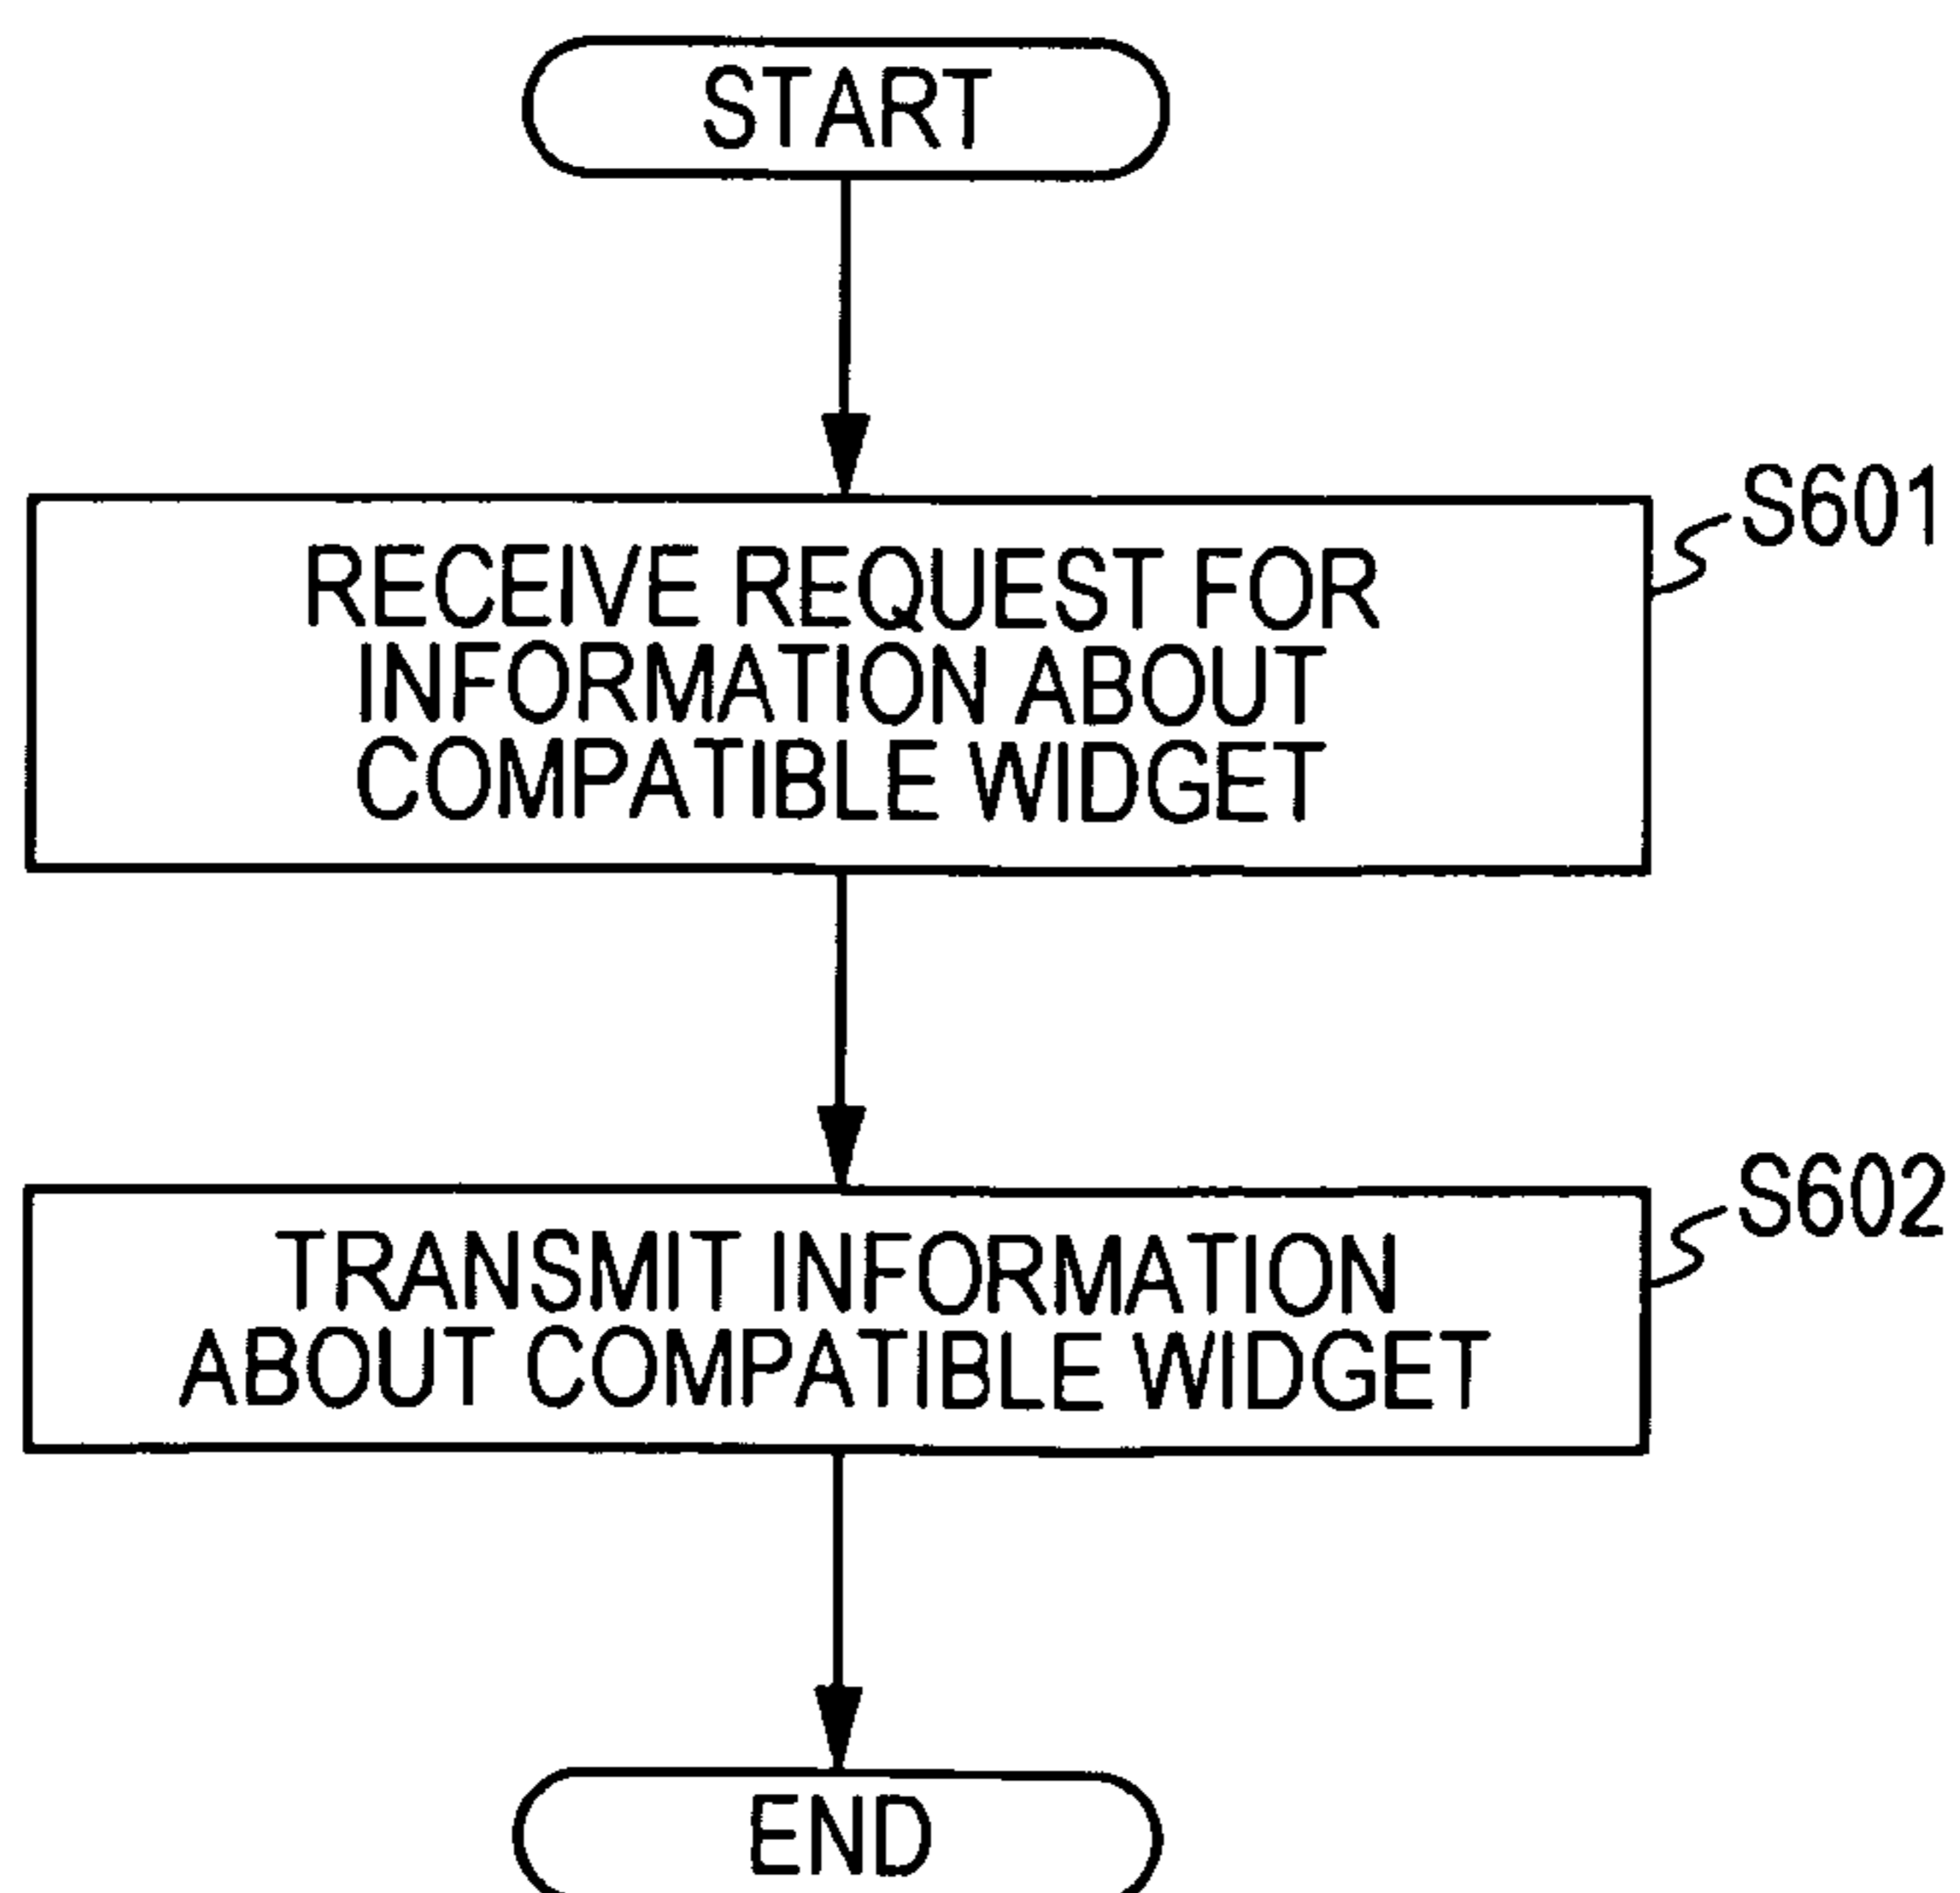 START
S601
RECEIVE REQUEST FOR
INFORMATION ABOUT
COMPATIBLE WIDGET
S602
TRANSMIT INFORMATION
ABOUT COMPATIBLE WIDGET
END